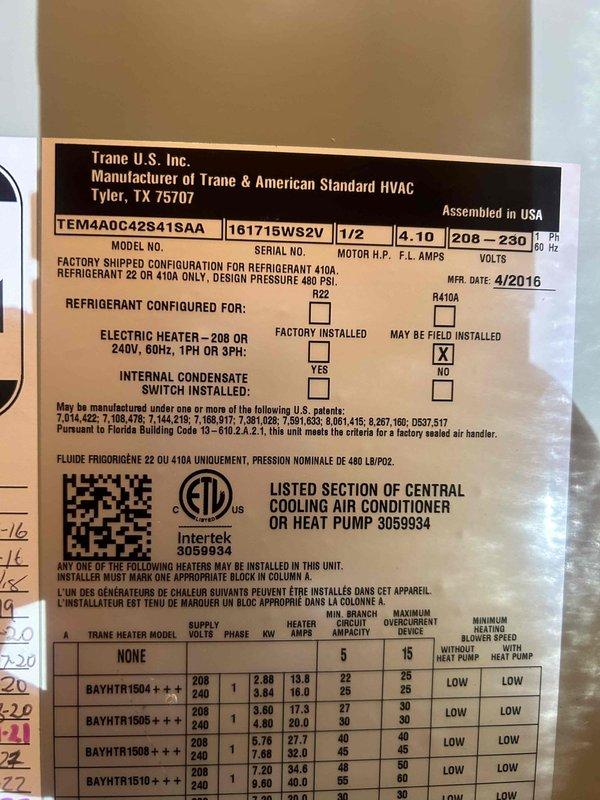 Trane U.S. Inc.
Manufacturer of Trane & American Standard HVAC
Tyler, TX 75707
Assembled in USA
TEM4A0C42S41SAA 161715WS2V 1/2 4.10 208 – 230 1 Ph 60 Hz
MODEL NO. SERIAL NO. MOTOR H.P. F.L. AMPS VOLTS
FACTORY SHIPPED CONFIGURATION FOR REFRIGERANT 410A.
REFRIGERANT 22 OR 410A ONLY, DESIGN PRESSURE 480 PSI.
MFR. DATE: 4/2016
R22 R410A
REFRIGERANT CONFIGURED FOR:
FACTORY INSTALLED MAY BE FIELD INSTALLED
ELECTRIC HEATER – 208 OR
240V, 60Hz, 1PH OR 3PH: X
YES NO
INTERNAL CONDENSATE
SWITCH INSTALLED:
May be manufactured under one or more of the following U.S. patents:
7,014,422; 7,108,478; 7,144,219; 7,168,917; 7,381,028; 7,591,633; 8,061,415; 8,267,160; D537,517
Pursuant to Florida Building Code 13–610.2.A.2.1, this unit meets the criteria for a factory sealed air handler.
FLUIDE FRIGORIGÈNE 22 OU 410A UNIQUEMENT, PRESSION NOMINALE DE 480 LB/PO2.
C ETL LISTED US
Intertek
3059934
LISTED SECTION OF CENTRAL
COOLING AIR CONDITIONER
OR HEAT PUMP 3059934
ANY ONE OF THE FOLLOWING HEATERS MAY BE INSTALLED IN THIS UNIT.
INSTALLER MUST MARK ONE APPROPRIATE BLOCK IN COLUMN A.
L'UN DES GÉNÉRATEURS DE CHALEUR SUIVANTS PEUVENT ÊTRE INSTALLÉS DANS CET APPAREIL.
L'INSTALLATEUR EST TENU DE MARQUER UN BLOC APPROPRIÉ DANS LA COLONNE A.
A TRANE HEATER MODEL SUPPLY VOLTS PHASE KW HEATER AMPS MIN. BRANCH CIRCUIT AMPACITY MAXIMUM OVERCURRENT DEVICE MINIMUM HEATING BLOWER SPEED
WITHOUT HEAT PUMP WITH HEAT PUMP
NONE 5 15
BAYHTR1504+++ 208 1 2.88 13.8 22 25 LOW LOW
240 3.84 16.0 25 25
BAYHTR1505+++ 208 1 3.60 17.3 27 30 LOW LOW
240 4.80 20.0 30 30
BAYHTR1508+++ 208 1 5.76 27.7 40 40 LOW LOW
240 7.68 32.0 45 45
BAYHTR1510+++ 208 1 7.20 34.6 48 50 LOW LOW
240 9.60 40.0 55 60
7.20 20.0 30 30